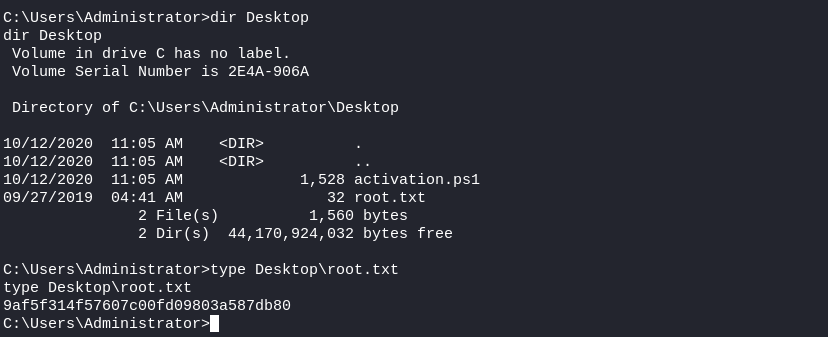 C:\Users\Administrator>dir Desktop
dir Desktop
 Volume in drive C has no label.
 Volume Serial Number is 2E4A-906A

 Directory of C:\Users\Administrator\Desktop

10/12/2020  11:05 AM    <DIR>          .
10/12/2020  11:05 AM    <DIR>          ..
10/12/2020  11:05 AM             1,528 activation.ps1
09/27/2019  04:41 AM                32 root.txt
               2 File(s)          1,560 bytes
               2 Dir(s)  44,170,924,032 bytes free

C:\Users\Administrator>type Desktop\root.txt
type Desktop\root.txt
9af5f314f57607c00fd09803a587db80
C:\Users\Administrator>